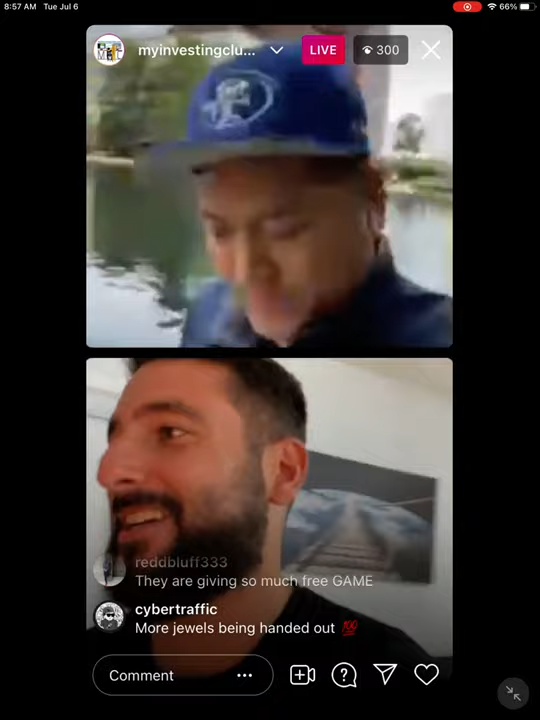 8:57 AM Tue Jul 6
66%
myinvestingclu...
LIVE
300
reddbluff333
They are giving so much free GAME
cybertraffic
More jewels being handed out 💯
Comment